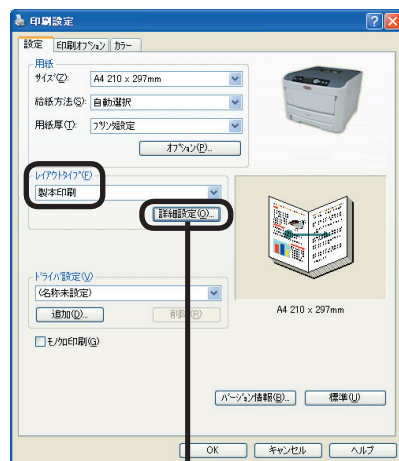 印刷設定
設定 印刷オプション カラー
用紙
サイズ(Z): A4 210 x 297mm
給紙方法(S): 自動選択
用紙厚(T): プリンタ設定
オプション(P)...
レイアウトタイプ(F)
製本印刷
詳細設定(O)...
ドライバ設定(V)
(名称未設定)
追加(D)... 削除(R)
A4 210 x 297mm
モノクロ印刷(G)
バージョン情報(B)... 標準(U)
OK キャンセル ヘルプ